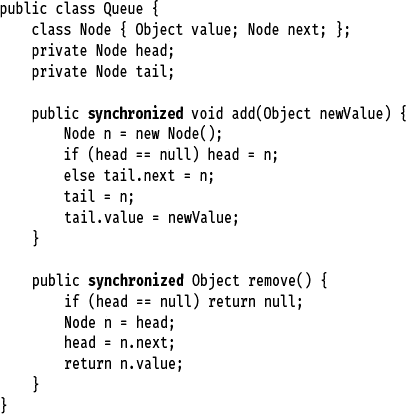 public class Queue {
    class Node { Object value; Node next; };
    private Node head;
    private Node tail;

    public synchronized void add(Object newValue) {
        Node n = new Node();
        if (head == null) head = n;
        else tail.next = n;
        tail = n;
        tail.value = newValue;
    }

    public synchronized Object remove() {
        if (head == null) return null;
        Node n = head;
        head = n.next;
        return n.value;
    }
}